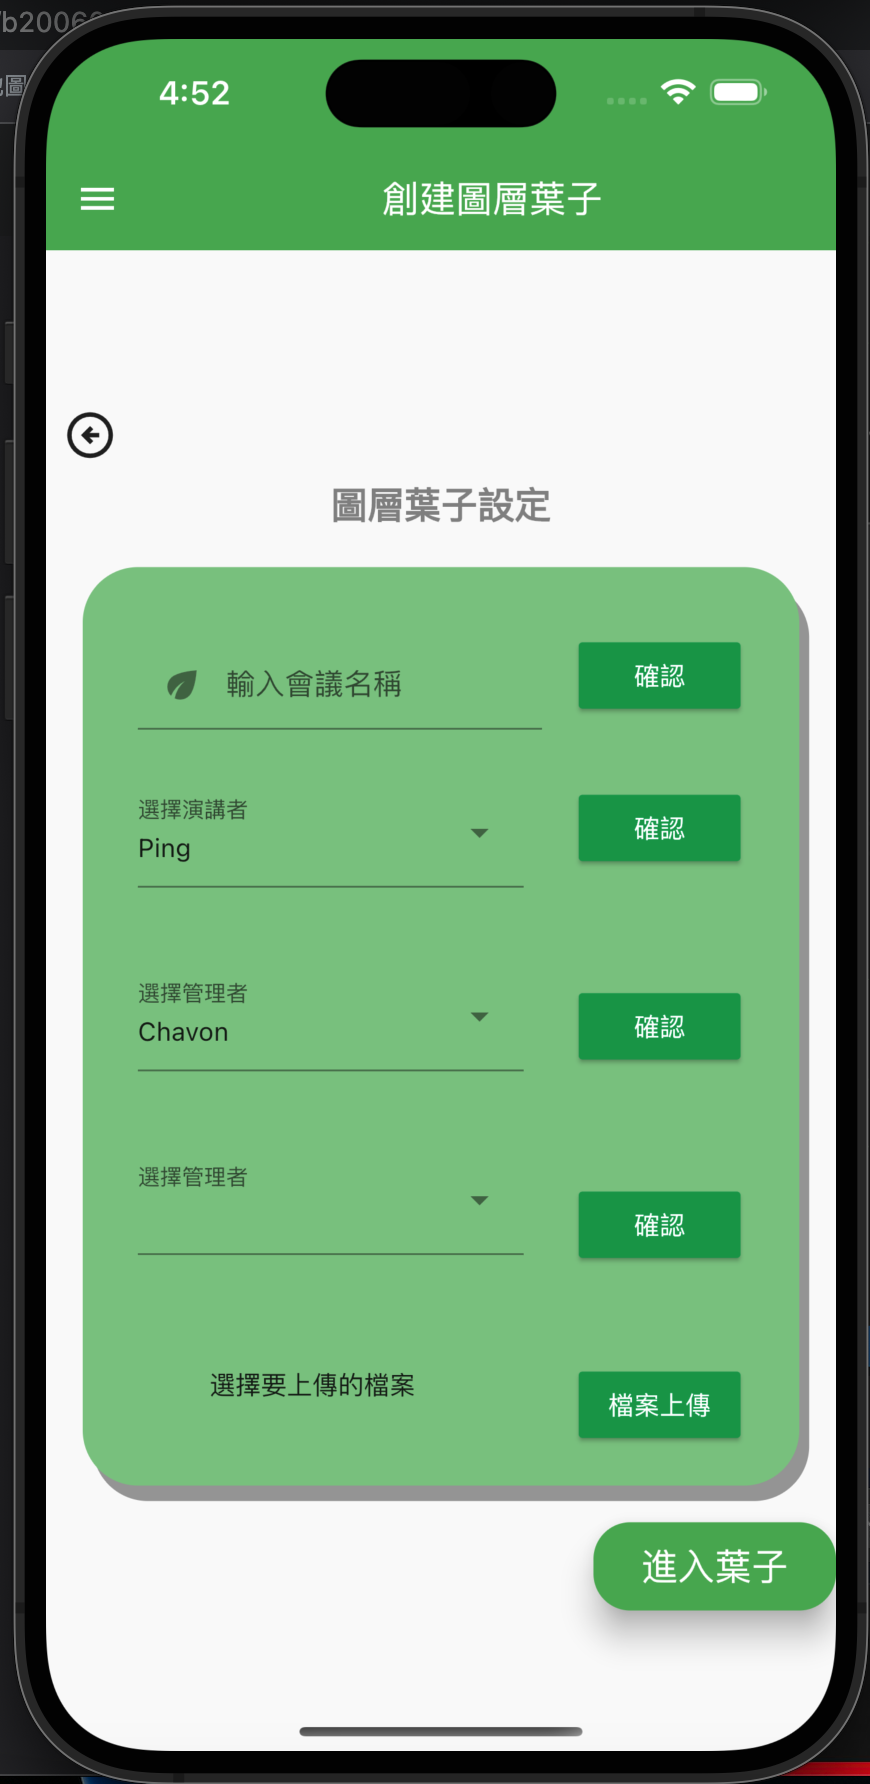 4:52
創建圖層葉子
圖層葉子設定
輸入會議名稱
確認
選擇演講者
Ping
確認
選擇管理者
Chavon
確認
選擇管理者
確認
選擇要上傳的檔案
檔案上傳
進入葉子